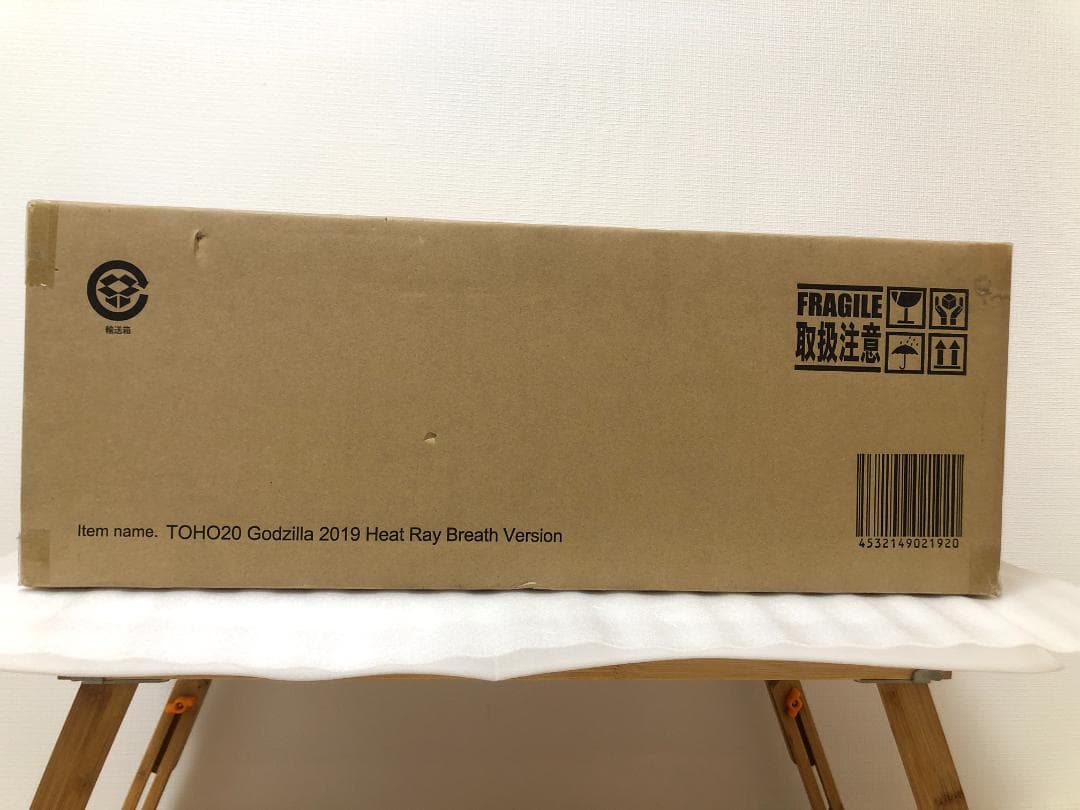 輸送箱
FRAGILE
取扱注意
Item name. TOHO20 Godzilla 2019 Heat Ray Breath Version
4532149021920